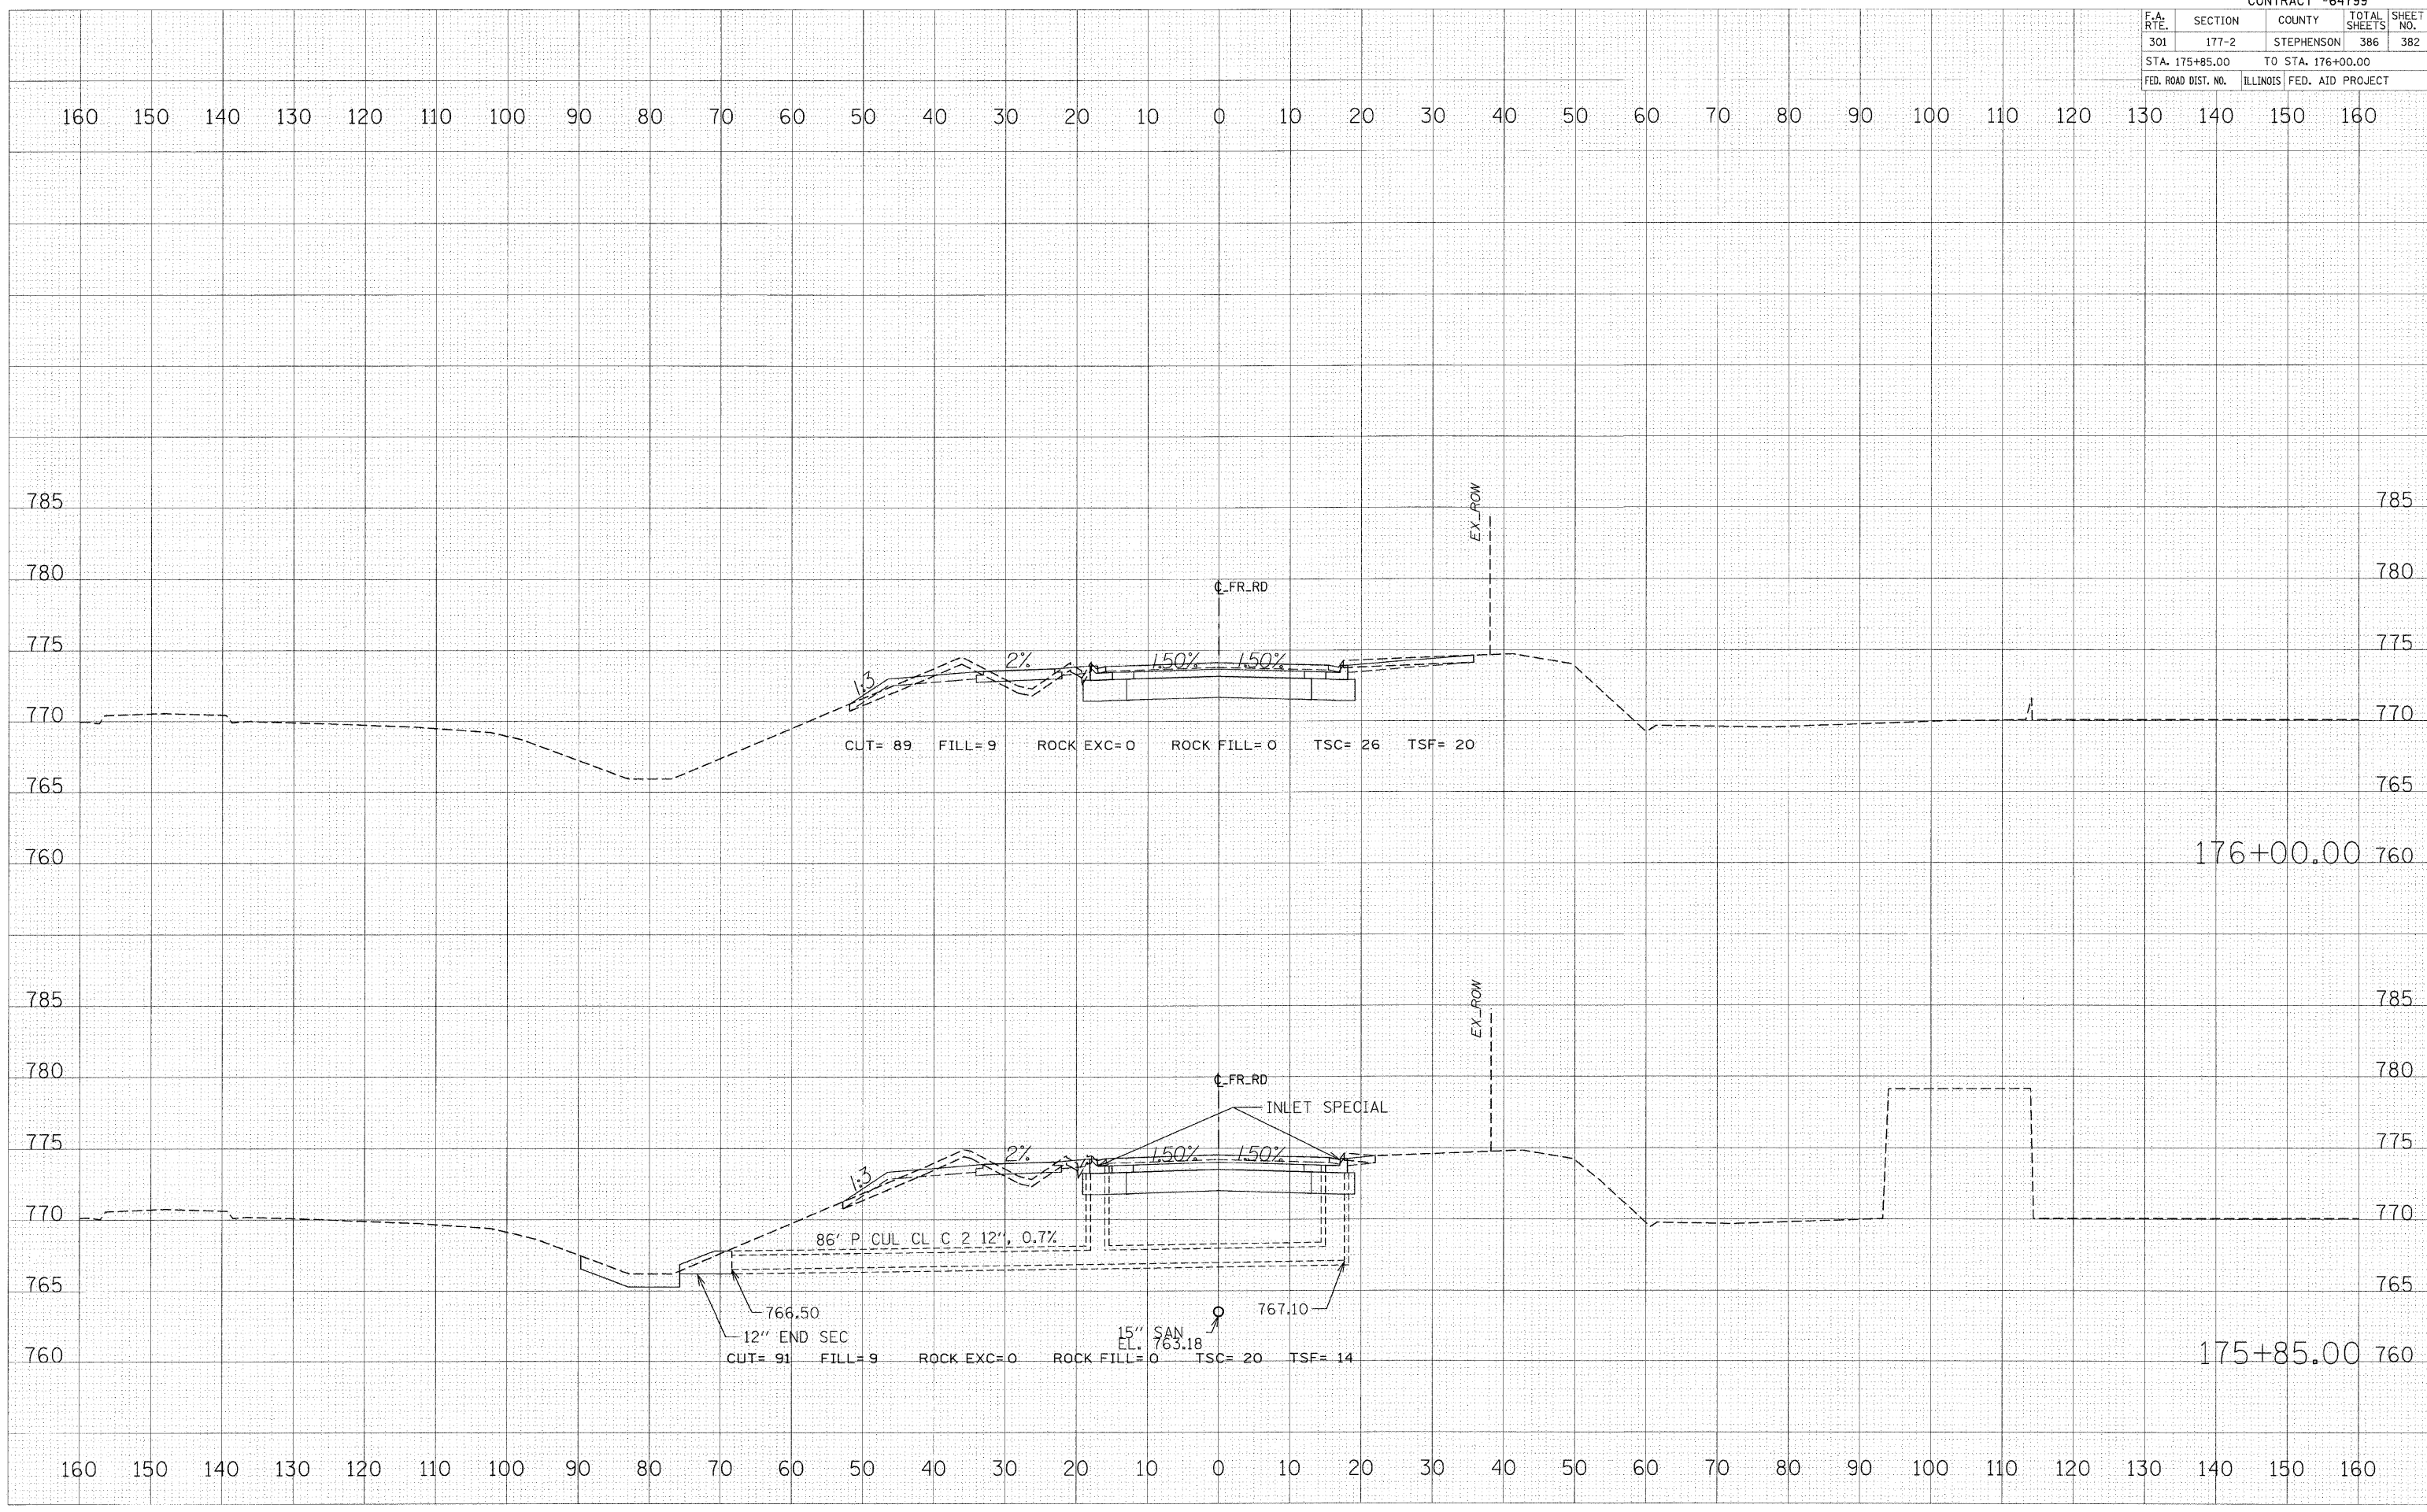 F.A. RTE. SECTION COUNTY TOTAL SHEETS SHEET NO.
301 177-2 STEPHENSON 386 382
STA. 175+85.00 TO STA. 176+00.00
FED. ROAD DIST. NO. ILLINOIS FED. AID PROJECT
160 150 140 130 120 110 100 90 80 70 60 50 40 30 20 10 0 10 20 30 40 50 60 70 80 90 100 110 120 130 140 150 160
785 EX_ROW 785
780 780
℄_FR_RD
775 775
1:3 2% 1.50% 1.50%
770 770
CUT= 89 FILL= 9 ROCK EXC= 0 ROCK FILL= 0 TSC= 26 TSF= 20
765 765
760 176+00.00 760
785 EX_ROW 785
780 780
℄_FR_RD
INLET SPECIAL
775 775
1:3 2% 1.50% 1.50%
770 770
86' P CUL CL C 2 12", 0.7%
765 765
766.50 767.10
12" END SEC
15" SAN
EL. 763.18
CUT= 91 FILL= 9 ROCK EXC= 0 ROCK FILL= 0 TSC= 20 TSF= 14
760 175+85.00 760
160 150 140 130 120 110 100 90 80 70 60 50 40 30 20 10 0 10 20 30 40 50 60 70 80 90 100 110 120 130 140 150 160